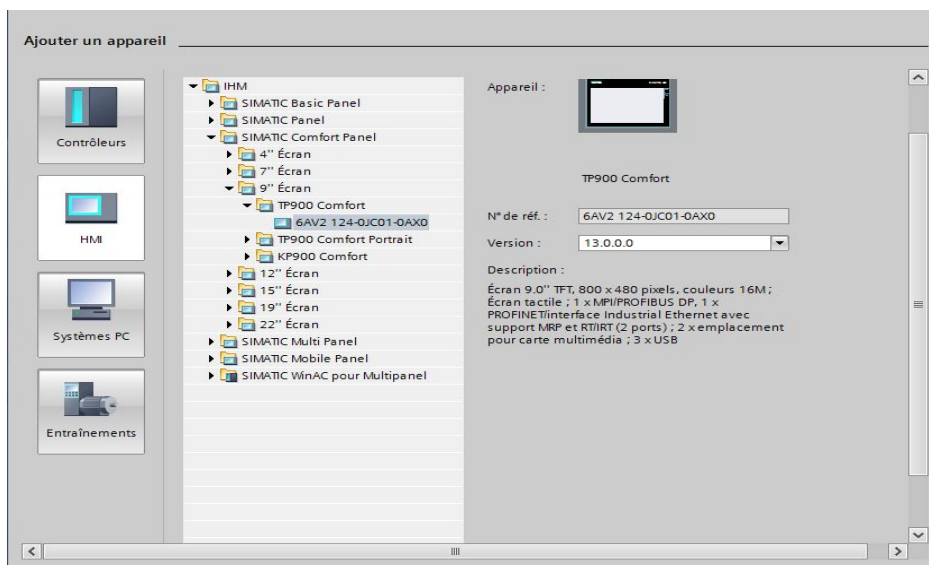 Ajouter un appareil
Contrôleurs
HMI
Systèmes PC
Entraînements
IHM
SIMATIC Basic Panel
SIMATIC Panel
SIMATIC Comfort Panel
4'' Écran
7'' Écran
9'' Écran
TP900 Comfort
6AV2 124-0JC01-0AX0
TP900 Comfort Portrait
KP900 Comfort
12'' Écran
15'' Écran
19'' Écran
22'' Écran
SIMATIC Multi Panel
SIMATIC Mobile Panel
SIMATIC WinAC pour Multipanel
Appareil :
TP900 Comfort
N° de réf. : 6AV2 124-0JC01-0AX0
Version : 13.0.0.0
Description :
Écran 9.0'' TFT, 800 x 480 pixels, couleurs 16M ;
Écran tactile ; 1 x MPI/PROFIBUS DP, 1 x
PROFINET/interface Industrial Ethernet avec
support MRP et RT/IRT (2 ports) ; 2 x emplacement
pour carte multimédia ; 3 x USB